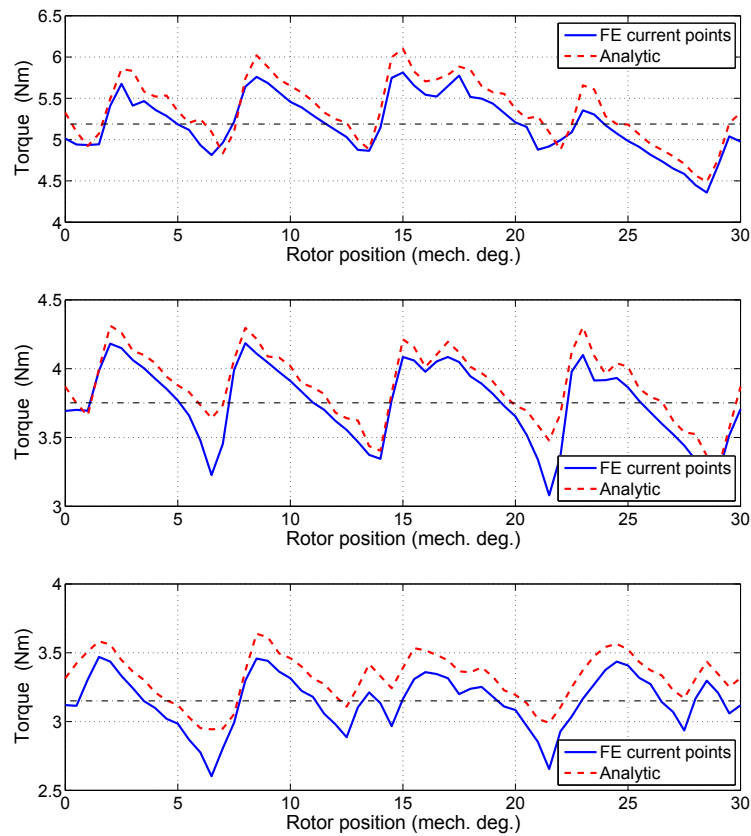 6.5
6
5.5
5
4.5
4
Torque (Nm)
FE current points
Analytic
0 5 10 15 20 25 30
Rotor position (mech. deg.)
4.5
4
3.5
3
Torque (Nm)
FE current points
Analytic
0 5 10 15 20 25 30
Rotor position (mech. deg.)
4
3.5
3
2.5
Torque (Nm)
FE current points
Analytic
0 5 10 15 20 25 30
Rotor position (mech. deg.)